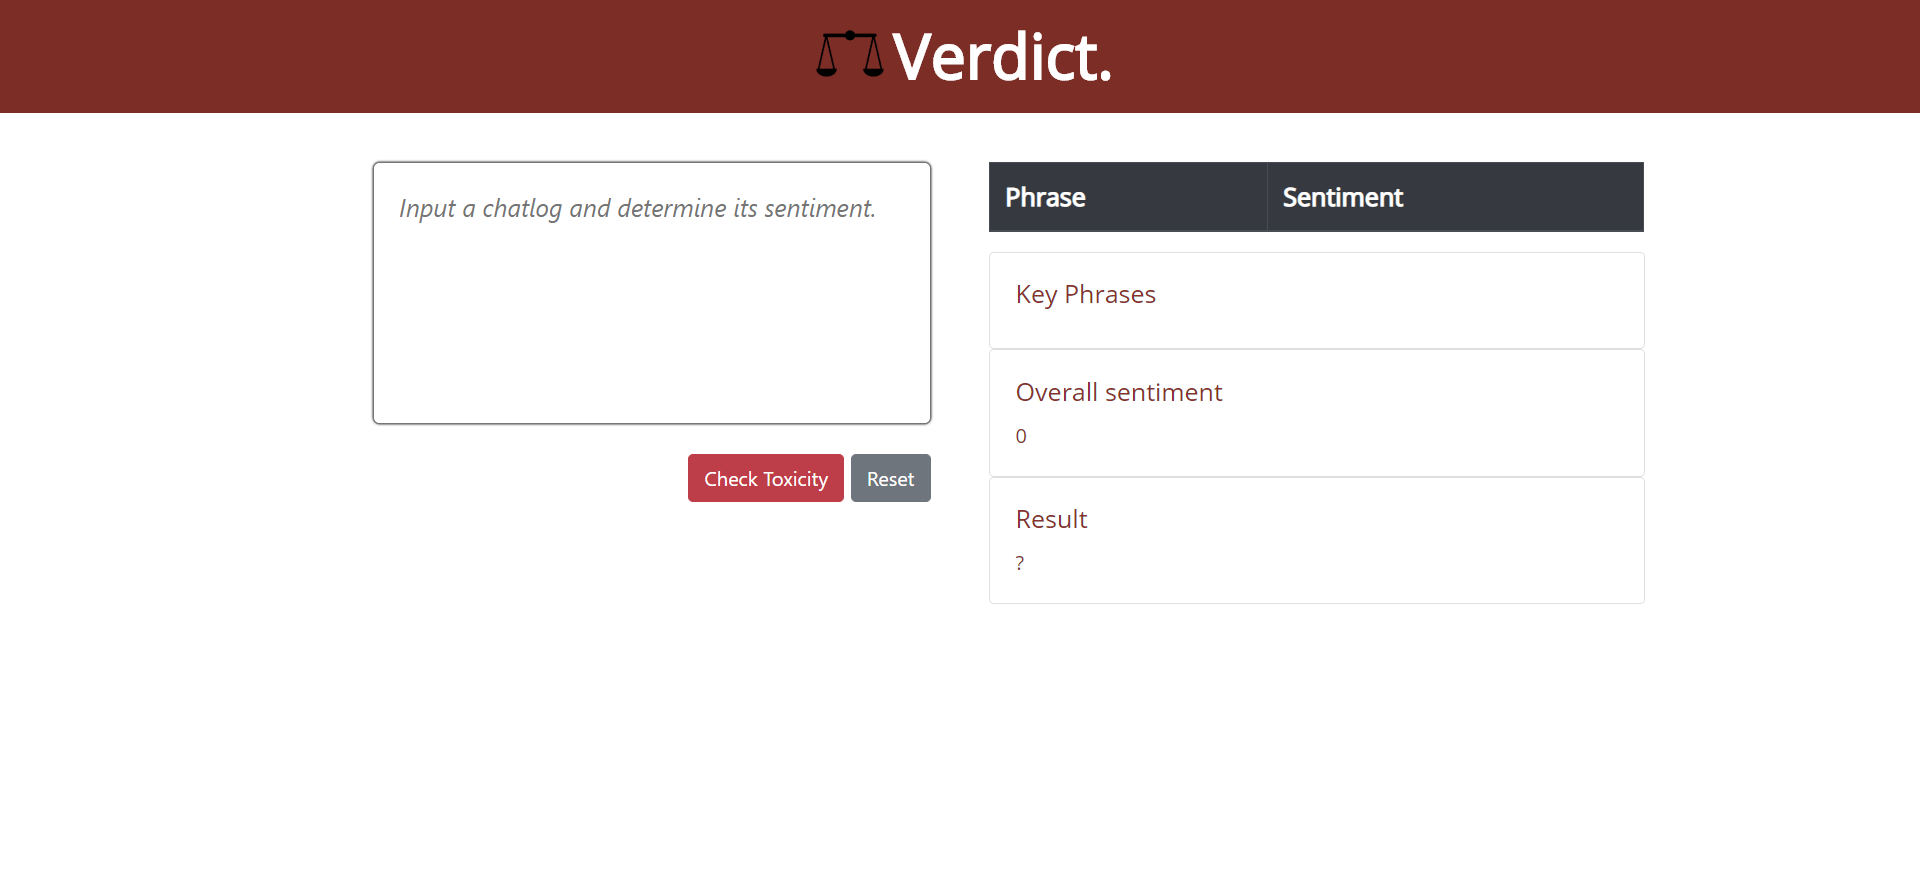 Verdict.
Input a chatlog and determine its sentiment.
Check Toxicity Reset
Phrase Sentiment
Key Phrases
Overall sentiment
0
Result
?